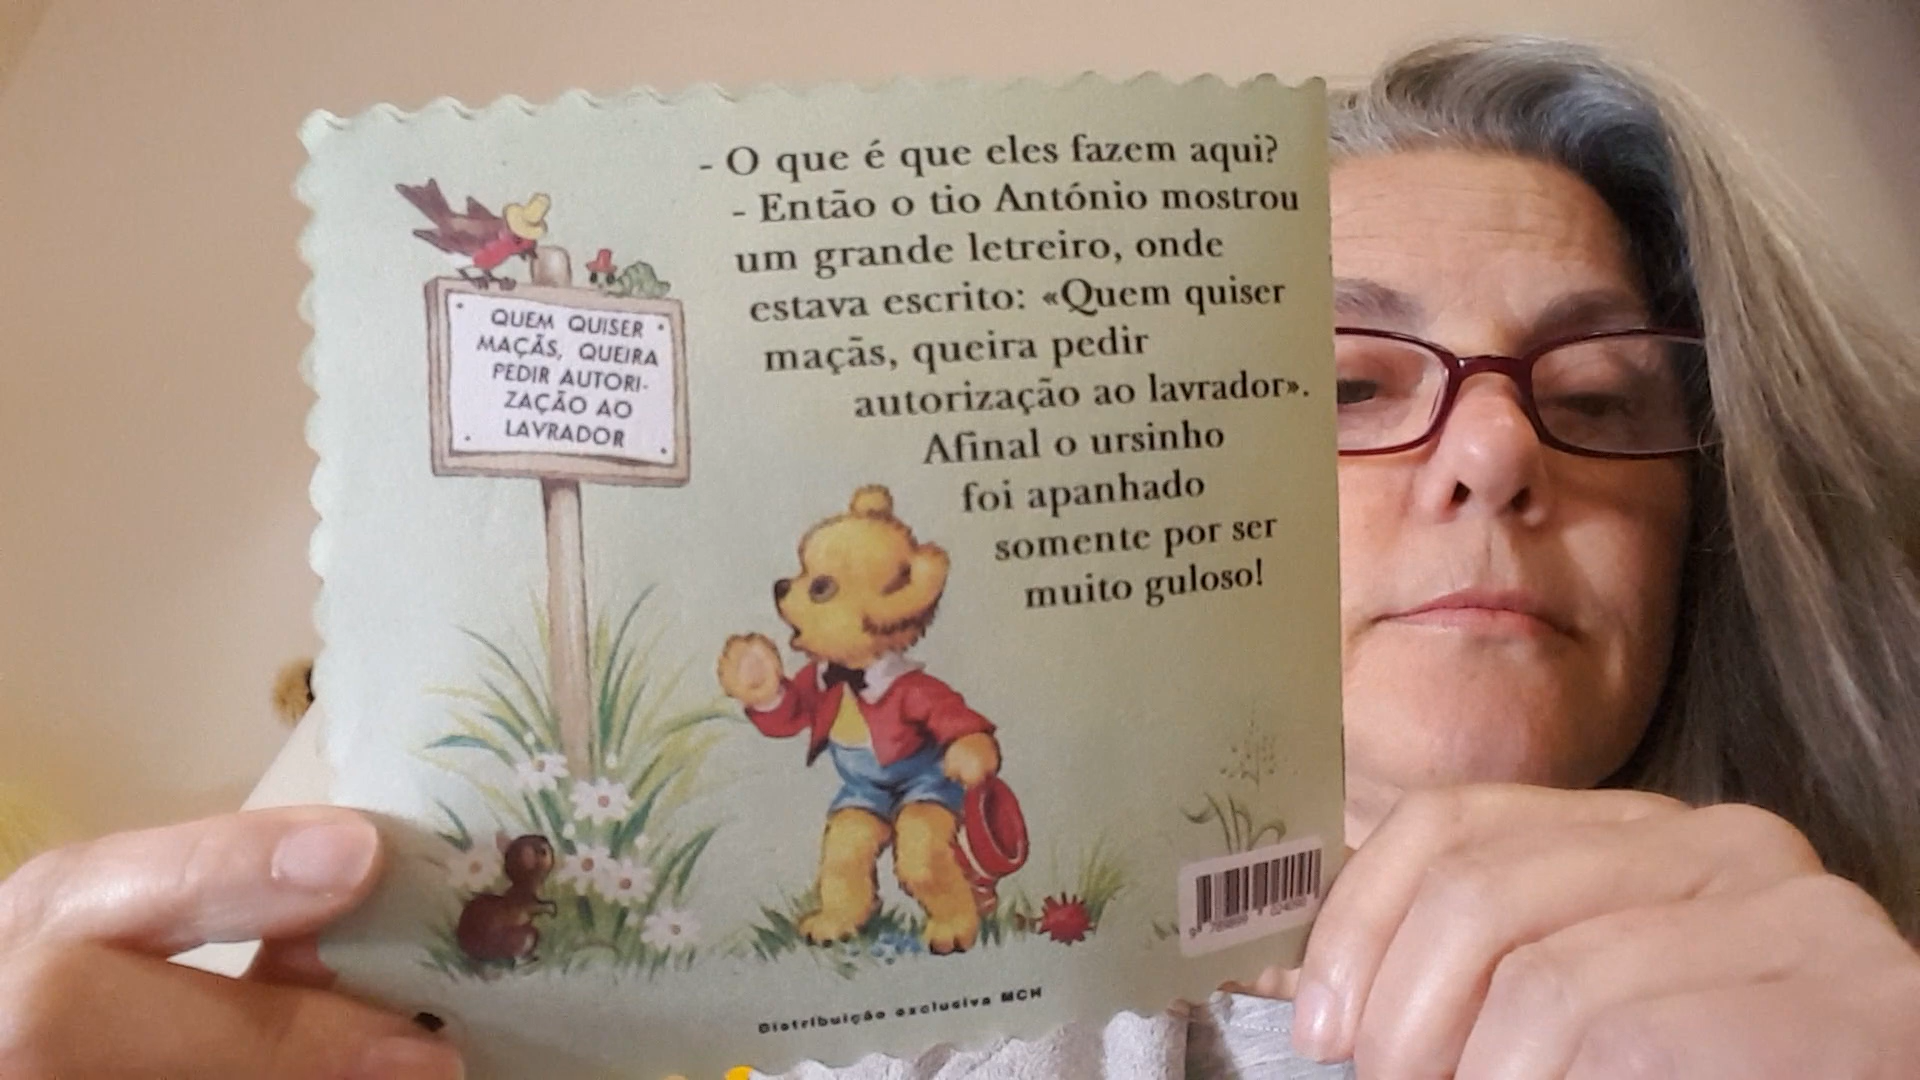 - O que é que eles fazem aqui?
- Então o tio António mostrou
um grande letreiro, onde
estava escrito: «Quem quiser
maçãs, queira pedir
autorização ao lavrador».
Afinal o ursinho
foi apanhado
somente por ser
muito guloso!
QUEM QUISER
MAÇÃS, QUEIRA
PEDIR AUTORI-
ZAÇÃO AO
LAVRADOR
Distribuição exclusiva MCH